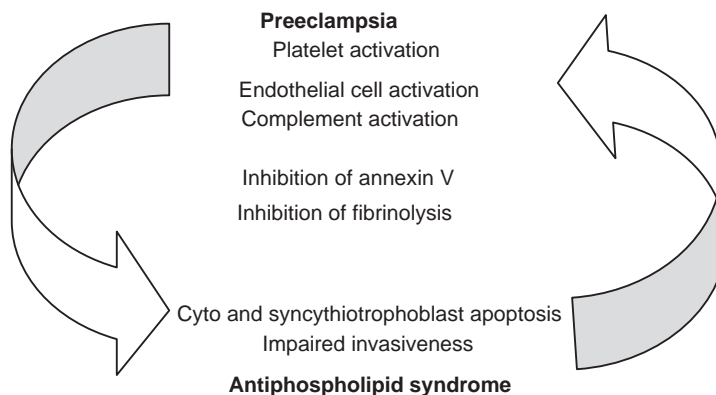 Preeclampsia
Platelet activation
Endothelial cell activation
Complement activation
Inhibition of annexin V
Inhibition of fibrinolysis
Cyto and syncythiotrophoblast apoptosis
Impaired invasiveness
Antiphospholipid syndrome